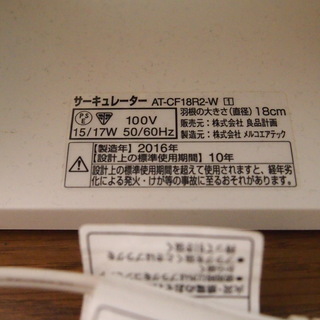 サーキュレーター AT-CF18R2-W 1
PSE 100V
15/17W 50/60Hz
羽根の大きさ(直径)18cm
販売元:株式会社 良品計画
製造元:株式会社 メルコエアテック
【製造年】2016年
【設計上の標準使用期間】10年
設計上の標準使用期間を超えて使用されますと、経年劣
化による発火・けが等の事故に至るおそれがあります。